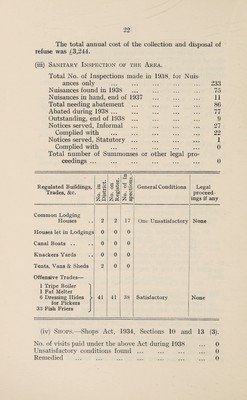 22
The total annual cost of the collection and disposal of
refuse was £3,244.
(iii) Sanitary Inspection of the Area.
Total No. of Inspections made in 1938, for Nuis-
ances only ... ... ... ... ... 233
Nuisances found in 1938 ... ... ... ... 75
Nuisances in hand, end of 1937 ... ... ... 11
Total needing abatement ... ... ... ... 86
Abated during 1938 ... ... ... ... ... 77
Outstanding, end of 1938 ... ... ... ... 9
Notices served, Informal ... ... ... ... 27
Complied with ... ... ... ... ... 22
Notices served, Statutory ... ... ... ... 1
Complied with ... ... ... ... ... 0
Total number of Summonses or other legal pro-
ceedings ... ... ... ... ... ... 0
Regulated Buildings, Trades, &c. No. in District. No. on Register. No. of In spections. General Conditions Legal proceed- ings if any
Common Lodging
Houses .. 2 2 17 One Unsatisfactory None
Houses let in Lodgings 0 0 0
Canal Boats .. .. 0 0 0
Knackers Yards .. 0 0 0
Tents, Vans & Sheds 2 0 0
Offensive Trades—
1 Tripe Boiler
1 Fat Melter
6 Dressing Hides 41 41 38 Satisfactory None
for Pickers
33 Fish Friers
(iv) Shops.—Shops Act, 1934, Sections 10 and 13 (3).
No. of visits paid under the above Act during 1938 ... 0
Unsatisfactory conditions found ... ... ... ... 0
Remedied ... ... ... ... ... ... ... 0